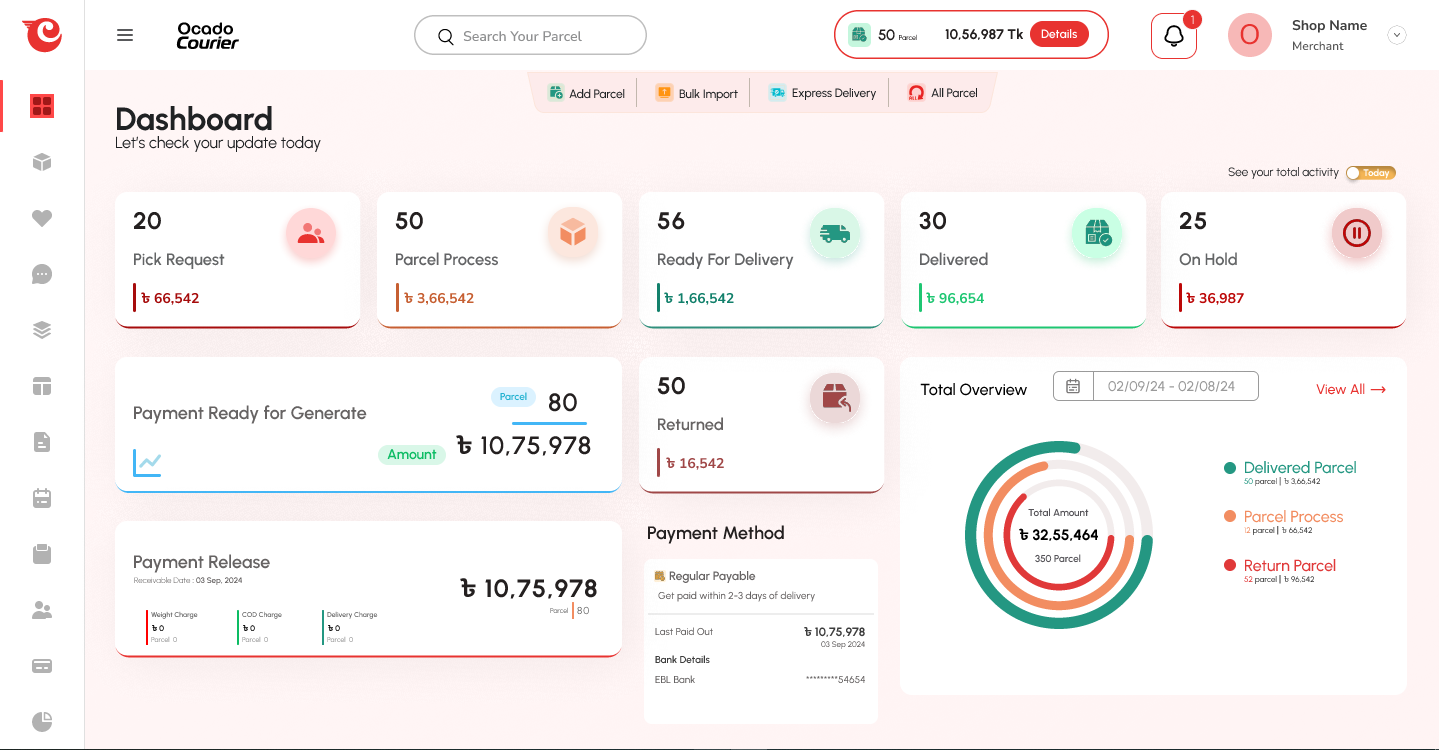 Ocado
Courier
Search Your Parcel
50 Parcel 10,56,987 Tk Details
1
O
Shop Name
Merchant
Add Parcel
Bulk Import
Express Delivery
All Parcel
Dashboard
Let's check your update today
See your total activity Today
20
Pick Request
৳ 66,542
50
Parcel Process
৳ 3,66,542
56
Ready For Delivery
৳ 1,66,542
30
Delivered
৳ 96,654
25
On Hold
৳ 36,987
Payment Ready for Generate
Parcel 80
Amount ৳ 10,75,978
50
Returned
৳ 16,542
Total Overview
02/09/24 - 02/08/24
View All
Total Amount
৳ 32,55,464
350 Parcel
Delivered Parcel
50 parcel | ৳ 3,66,542
Parcel Process
12 parcel | ৳ 66,542
Return Parcel
52 parcel | ৳ 96,542
Payment Release
Receivable Date : 03 Sep, 2024
৳ 10,75,978
Parcel 80
Weight Charge
৳ 0
Parcel 0
COD Charge
৳ 0
Parcel 0
Delivery Charge
৳ 0
Parcel 0
Payment Method
Regular Payable
Get paid within 2-3 days of delivery
Last Paid Out ৳ 10,75,978
03 Sep 2024
Bank Details
EBL Bank *********54654